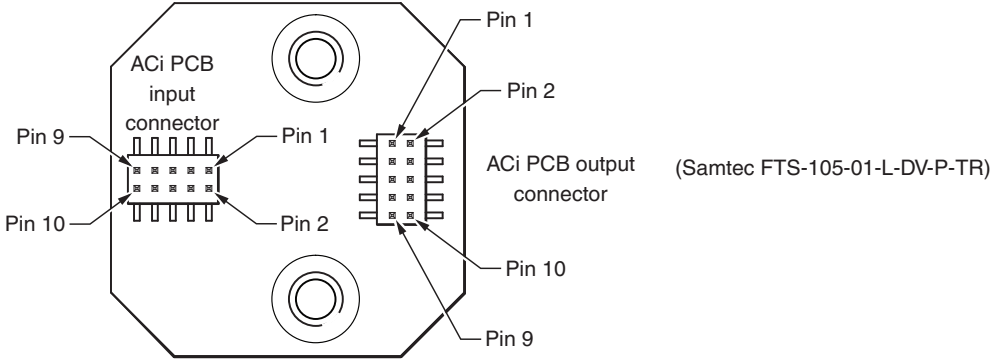 Pin 1
ACi PCB
input
connector
Pin 2
Pin 9
Pin 1
ACi PCB output
connector
(Samtec FTS-105-01-L-DV-P-TR)
Pin 10
Pin 2
Pin 10
Pin 9